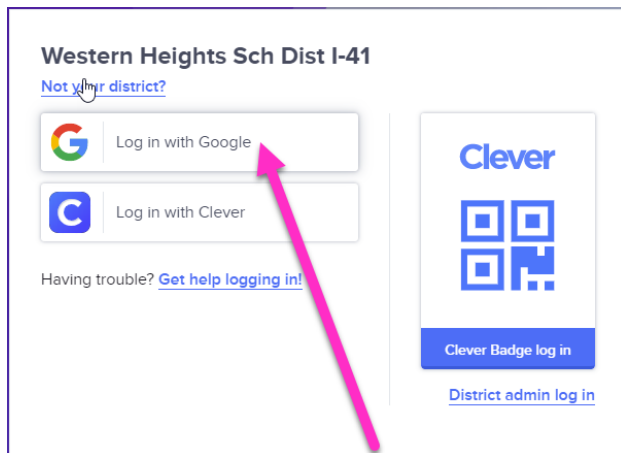 Western Heights Sch Dist I-41
Not your district?
Log in with Google
Log in with Clever
Having trouble? Get help logging in!
Clever
Clever Badge log in
District admin log in